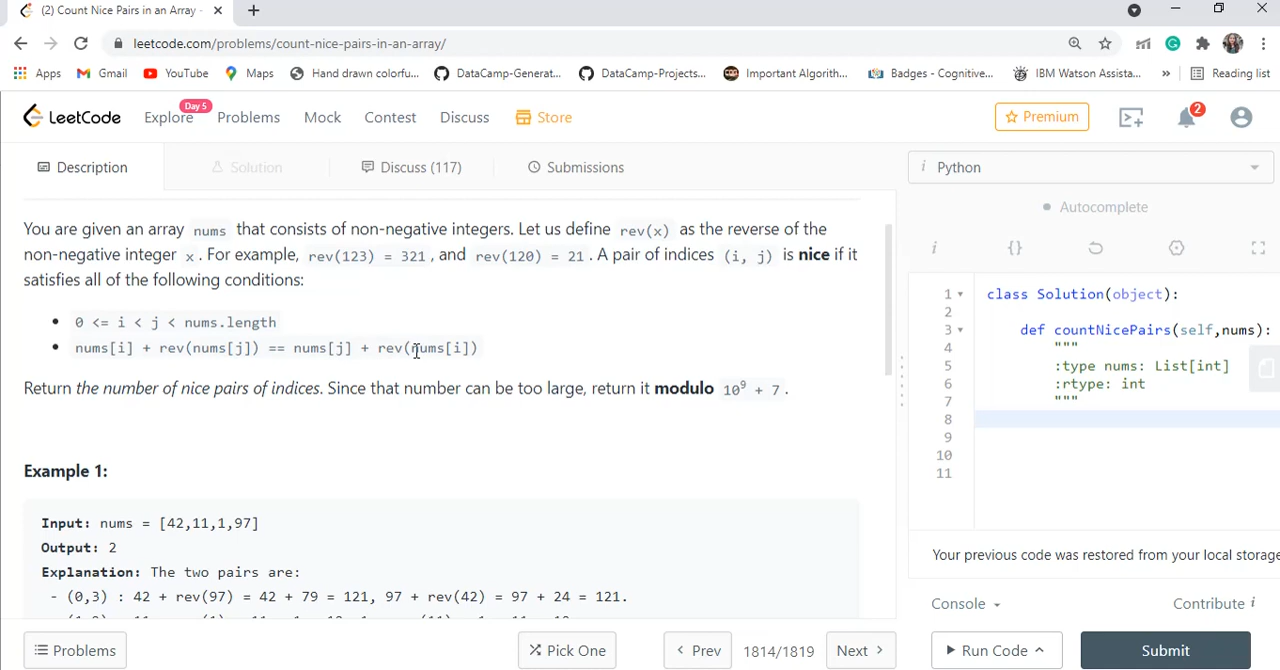 (2) Count Nice Pairs in an Array -
leetcode.com/problems/count-nice-pairs-in-an-array/
Apps Gmail YouTube Maps Hand drawn colorfu... DataCamp-Generat... DataCamp-Projects... Important Algorith... Badges - Cognitive... IBM Watson Assista... » Reading list
LeetCode Explore Day 5 Problems Mock Contest Discuss Store Premium 2
Description Solution Discuss (117) Submissions
i Python
Autocomplete
i {}
You are given an array nums that consists of non-negative integers. Let us define rev(x) as the reverse of the
non-negative integer x. For example, rev(123) = 321, and rev(120) = 21. A pair of indices (i, j) is nice if it
satisfies all of the following conditions:
• 0 <= i < j < nums.length
• nums[i] + rev(nums[j]) == nums[j] + rev(nums[i])
Return the number of nice pairs of indices. Since that number can be too large, return it modulo 10⁹ + 7.
Example 1:
Input: nums = [42,11,1,97]
Output: 2
Explanation: The two pairs are:
- (0,3) : 42 + rev(97) = 42 + 79 = 121, 97 + rev(42) = 97 + 24 = 121.
1 class Solution(object):
2
3 def countNicePairs(self,nums):
4 """
5 :type nums: List[int]
6 :rtype: int
7 """
8
9
10
11
Your previous code was restored from your local storage
Console Contribute i
Problems Pick One Prev 1814/1819 Next Run Code Submit